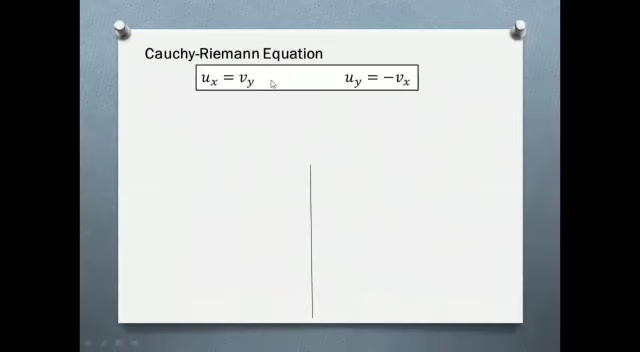 Cauchy-Riemann Equation
u_x = v_y    u_y = −v_x